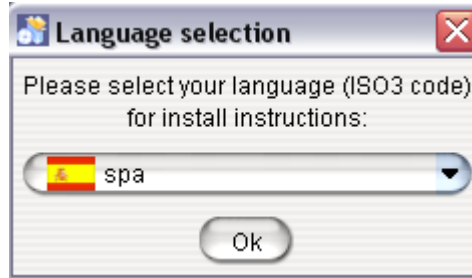 Language selection
Please select your language (ISO3 code)
for install instructions:
spa
Ok